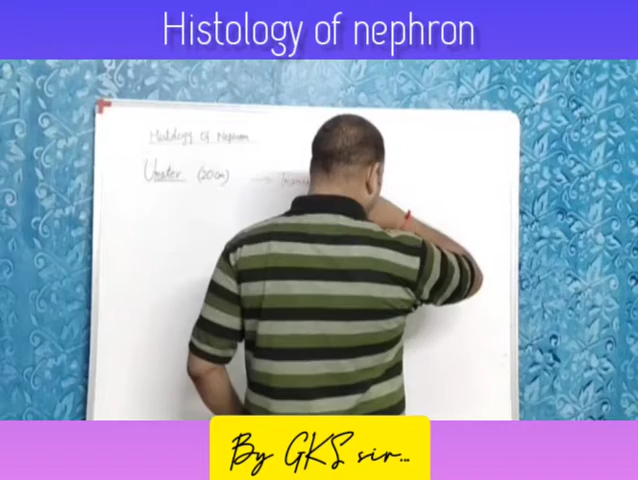 Histology of nephron
Histology Of Nephron
Ureter (20cm) →
By GKS sir...